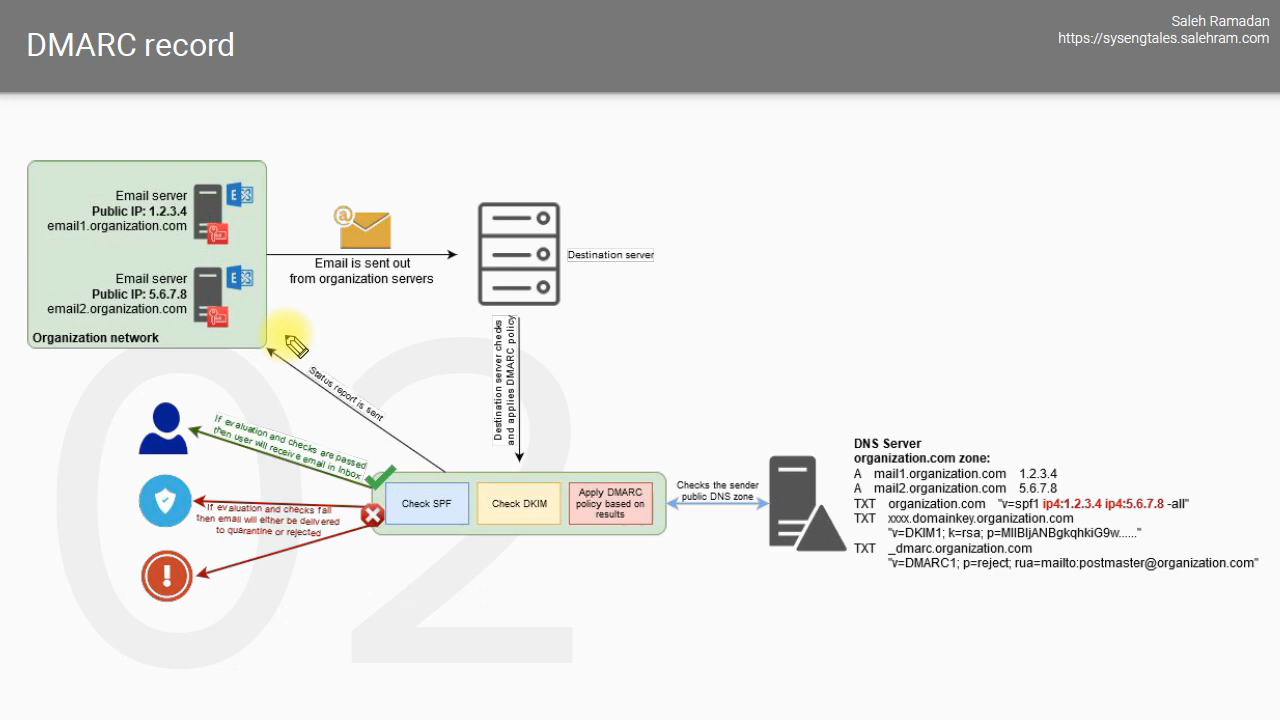 DMARC record
Saleh Ramadan
https://sysengtales.salehram.com
Email server
Public IP: 1.2.3.4
email1.organization.com
Email server
Public IP: 5.6.7.8
email2.organization.com
Organization network
Email is sent out
from organization servers
Destination server
Destination server checks
and applies DMARC policy
Status report is sent
If evaluation and checks are passed
then user will receive email in Inbox
If evaluation and checks fail
then email will either be delivered
to quarantine or rejected
Check SPF
Check DKIM
Apply DMARC
policy based on
results
Checks the sender
public DNS zone
DNS Server
organization.com zone:
A mail1.organization.com 1.2.3.4
A mail2.organization.com 5.6.7.8
TXT organization.com "v=spf1 ip4:1.2.3.4 ip4:5.6.7.8 -all"
TXT xxxx.domainkey.organization.com
"v=DKIM1; k=rsa; p=MIIBIjANBgkqhkiG9w......"
TXT _dmarc.organization.com
"v=DMARC1; p=reject; rua=mailto:postmaster@organization.com"
02